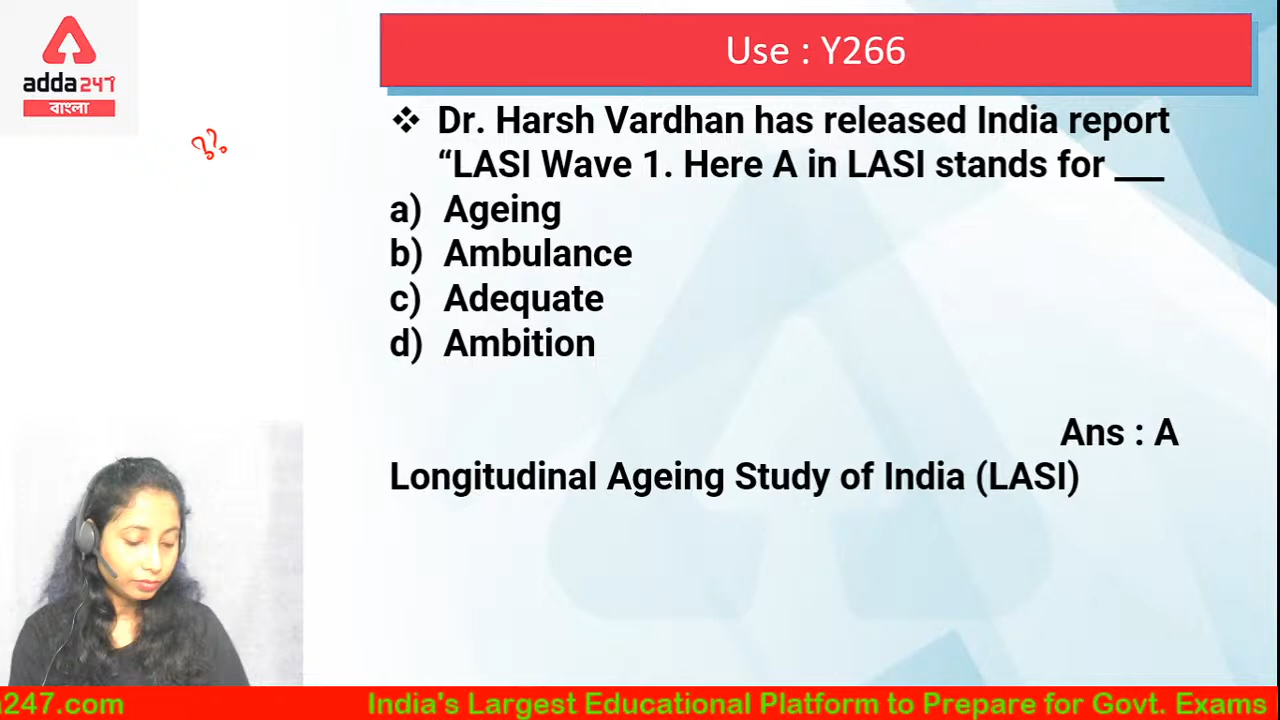 adda247
বাংলা
Use : Y266
❖ Dr. Harsh Vardhan has released India report
“LASI Wave 1. Here A in LASI stands for ___
a) Ageing
b) Ambulance
c) Adequate
d) Ambition
Ans : A
Longitudinal Ageing Study of India (LASI)
a247.com
India's Largest Educational Platform to Prepare for Govt. Exams